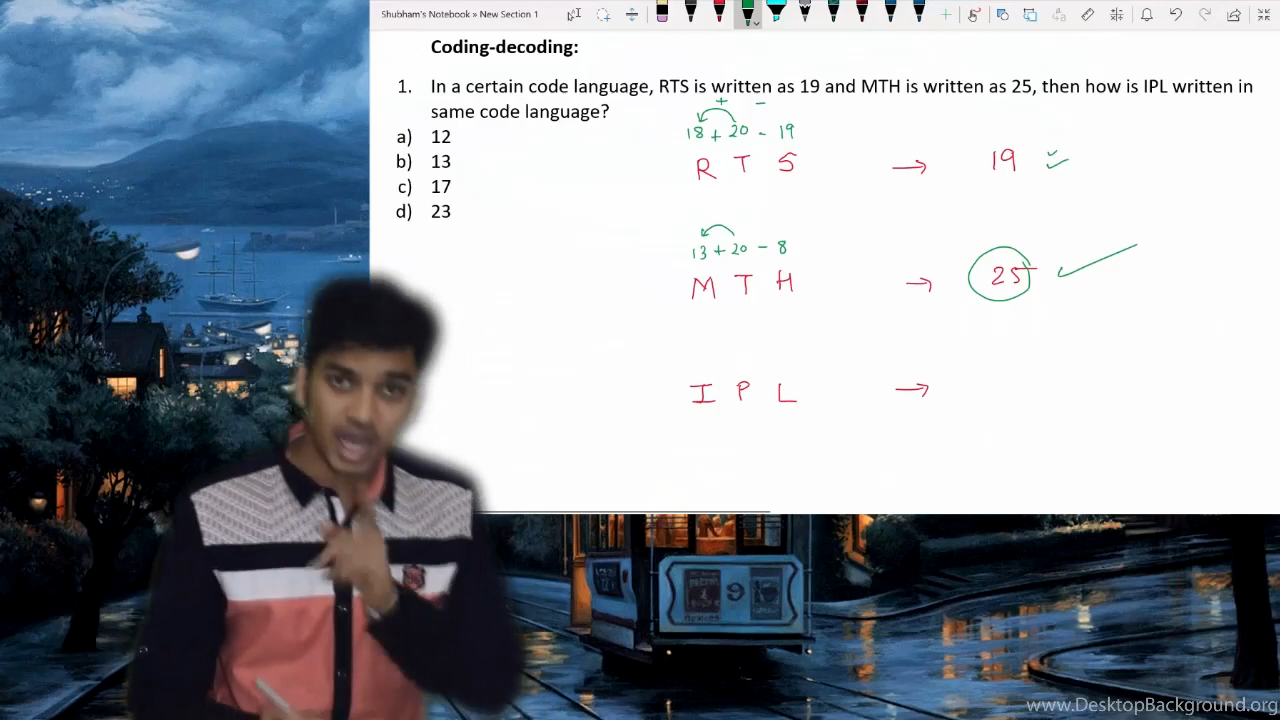 Shubham's Notebook » New Section 1
Coding-decoding:
1. In a certain code language, RTS is written as 19 and MTH is written as 25, then how is IPL written in
same code language?
a) 12
b) 13
c) 17
d) 23
+ -
18 + 20 - 19
R T S → 19
13 + 20 - 8
M T H → 25
I P L →
9
www.DesktopBackground.org